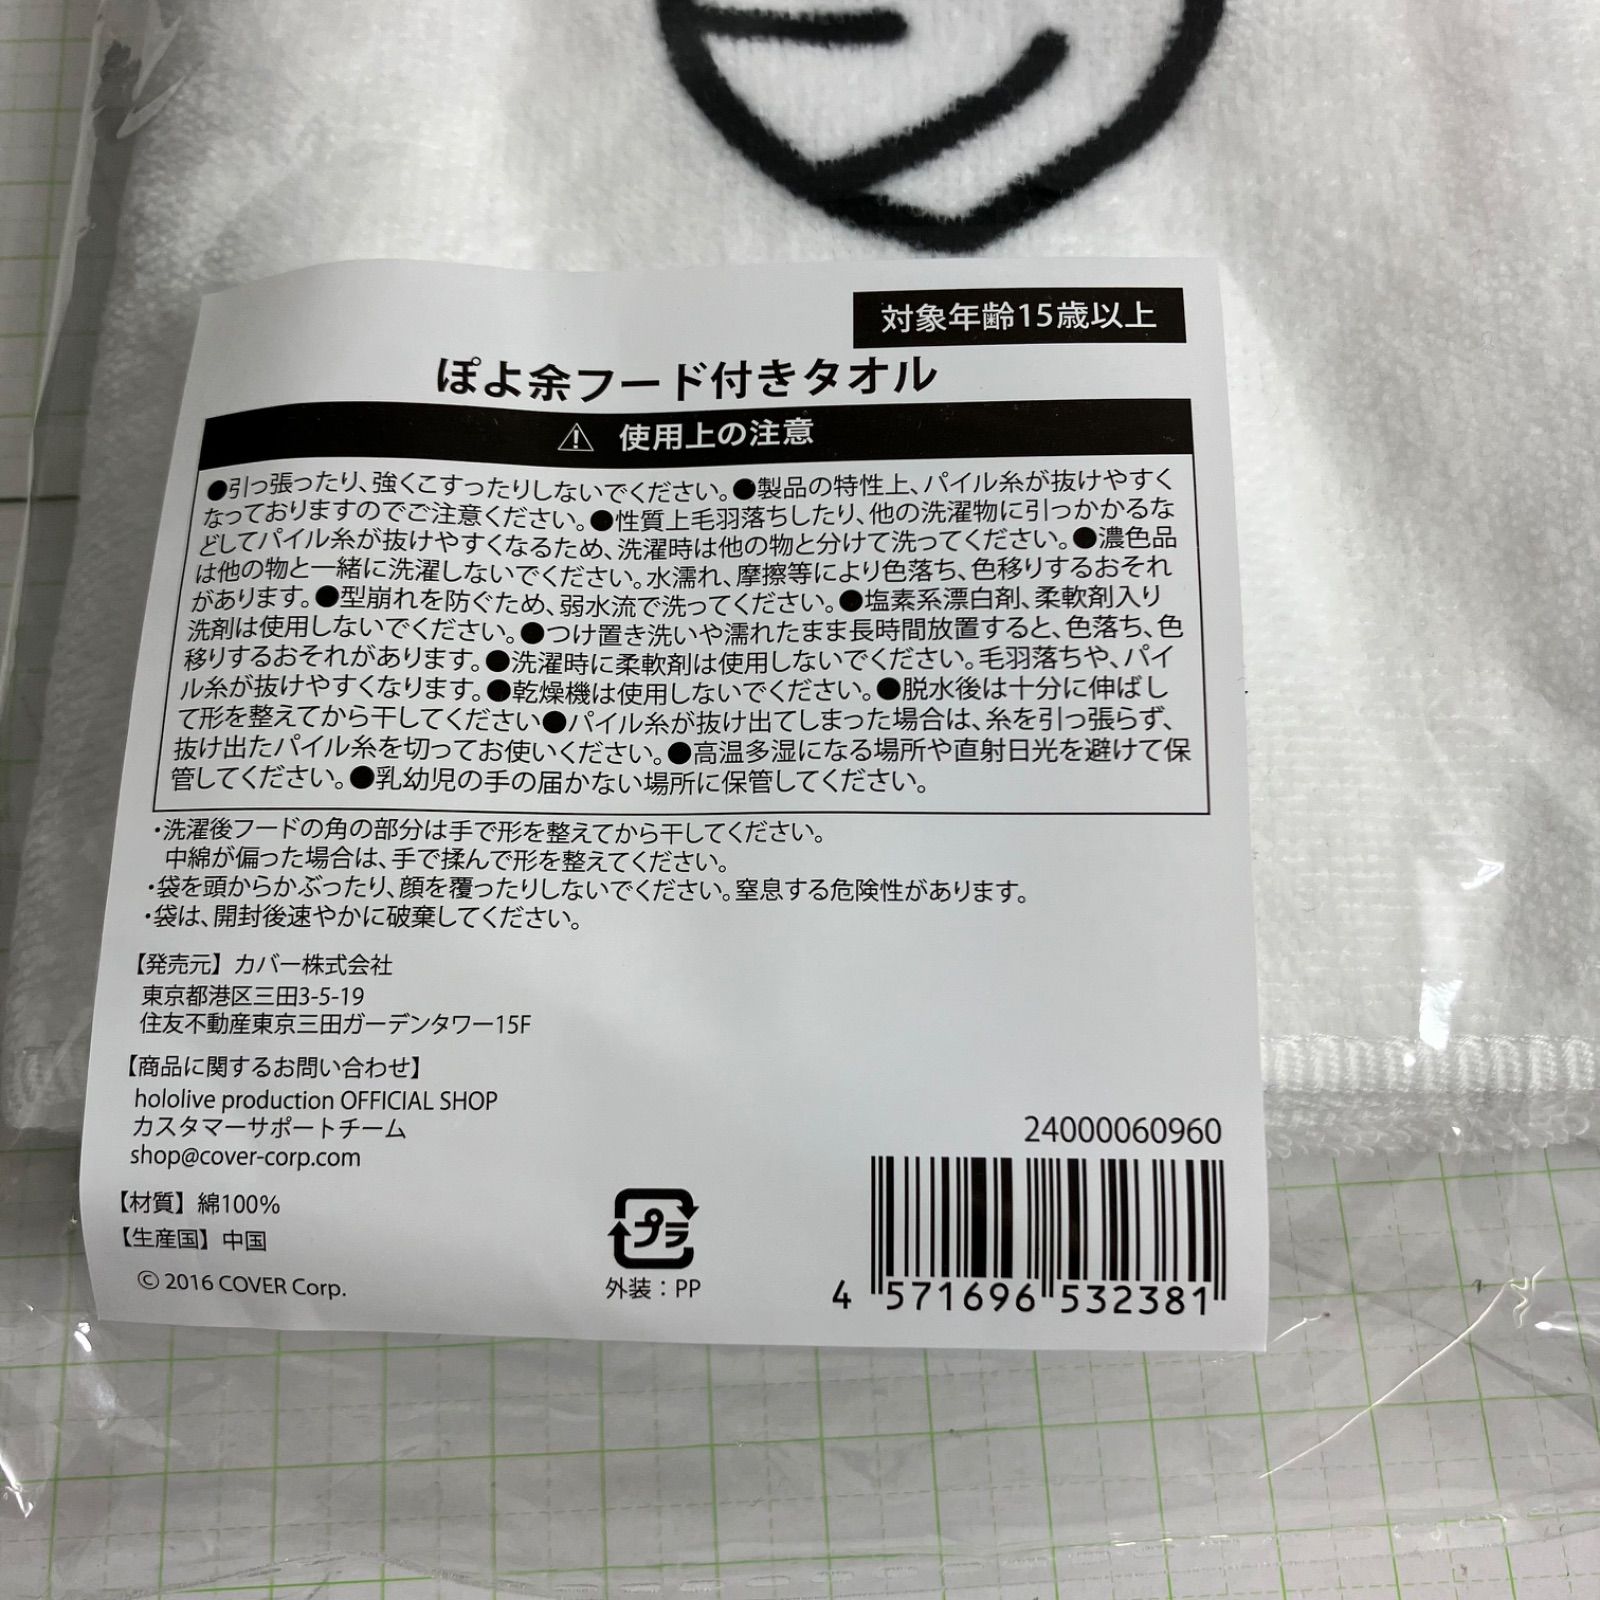 対象年齢15歳以上
ぽよ余フード付きタオル
使用上の注意
●引っ張ったり、強くこすったりしないでください。●製品の特性上、パイル糸が抜けやすく
なっておりますのでご注意ください。●性質上毛羽落ちしたり、他の洗濯物に引っかかるな
どしてパイル糸が抜けやすくなるため、洗濯時は他の物と分けて洗ってください。●濃色品
は他の物と一緒に洗濯しないでください。水濡れ、摩擦等により色落ち、色移りするおそれ
があります。●型崩れを防ぐため、弱水流で洗ってください。●塩素系漂白剤、柔軟剤入り
洗剤は使用しないでください。●つけ置き洗いや濡れたまま長時間放置すると、色落ち、色
移りするおそれがあります。●洗濯時に柔軟剤は使用しないでください。毛羽落ちや、パイ
ル糸が抜けやすくなります。●乾燥機は使用しないでください。●脱水後は十分に伸ばし
て形を整えてから干してください●パイル糸が抜け出てしまった場合は、糸を引っ張らず、
抜け出たパイル糸を切ってお使いください。●高温多湿になる場所や直射日光を避けて保
管してください。●乳幼児の手の届かない場所に保管してください。
・洗濯後フードの角の部分は手で形を整えてから干してください。
中綿が偏った場合は、手で揉んで形を整えてください。
・袋を頭からかぶったり、顔を覆ったりしないでください。窒息する危険性があります。
・袋は、開封後速やかに破棄してください。
【発売元】カバー株式会社
東京都港区三田3-5-19
住友不動産東京三田ガーデンタワー15F
【商品に関するお問い合わせ】
hololive production OFFICIAL SHOP
カスタマーサポートチーム
shop@cover-corp.com
【材質】綿100%
【生産国】中国
© 2016 COVER Corp.
プラ
外装：PP
24000060960
4 571696 532381